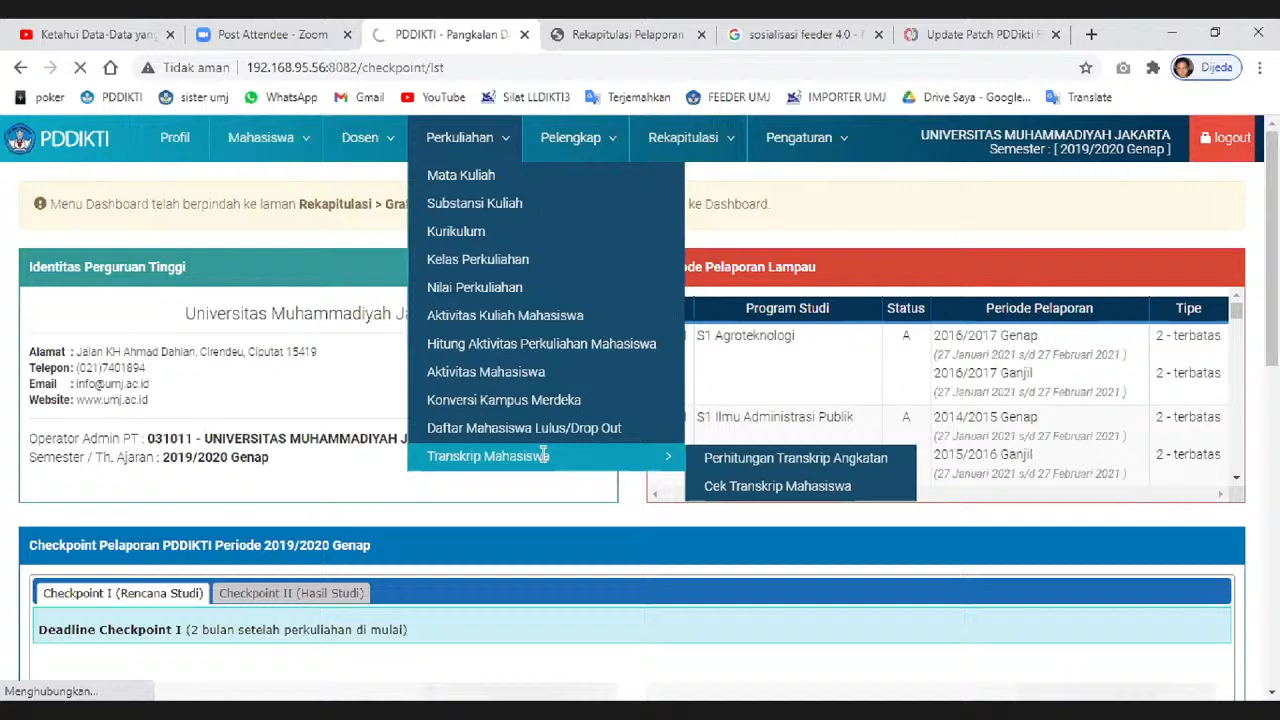 Ketahui Data-Data yang
Post Attendee - Zoom
PDDIKTI - Pangkalan D
Rekapitulasi Pelaporan
sosialisasi feeder 4.0 -
Update Patch PDDikti F
Tidak aman
192.168.95.56:8082/checkpoint/lst
Dijeda
poker
PDDIKTI
sister umj
WhatsApp
Gmail
YouTube
Silat LLDIKTI3
Terjemahkan
FEEDER UMJ
IMPORTER UMJ
Drive Saya - Google...
Translate
PDDIKTI
Profil
Mahasiswa
Dosen
Perkuliahan
Pelengkap
Rekapitulasi
Pengaturan
UNIVERSITAS MUHAMMADIYAH JAKARTA
Semester : [ 2019/2020 Genap ]
logout
Mata Kuliah
Substansi Kuliah
Kurikulum
Kelas Perkuliahan
Nilai Perkuliahan
Aktivitas Kuliah Mahasiswa
Hitung Aktivitas Perkuliahan Mahasiswa
Aktivitas Mahasiswa
Konversi Kampus Merdeka
Daftar Mahasiswa Lulus/Drop Out
Transkrip Mahasiswa
Perhitungan Transkrip Angkatan
Cek Transkrip Mahasiswa
Menu Dashboard telah berpindah ke laman Rekapitulasi > Gra
ke Dashboard.
Identitas Perguruan Tinggi
Universitas Muhammadiyah Ja
Alamat : Jalan KH Ahmad Dahlan, Cirendeu, Ciputat 15419
Telepon: (021)7401894
Email : info@umj.ac.id
Website: www.umj.ac.id
Operator Admin PT : 031011 - UNIVERSITAS MUHAMMADIYAH J
Semester / Th. Ajaran : 2019/2020 Genap
de Pelaporan Lampau
Program Studi
Status
Periode Pelaporan
Tipe
S1 Agroteknologi
A
2016/2017 Genap
2 - terbatas
(27 Januari 2021 s/d 27 Februari 2021 )
2016/2017 Ganjil
2 - terbatas
(27 Januari 2021 s/d 27 Februari 2021 )
S1 Ilmu Administrasi Publik
A
2014/2015 Genap
2 - terbatas
(27 Januari 2021 s/d 27 Februari 2021 )
2015/2016 Ganjil
2 - terbatas
(27 Januari 2021 s/d 27 Februari 2021 )
Checkpoint Pelaporan PDDIKTI Periode 2019/2020 Genap
Checkpoint I (Rencana Studi)
Checkpoint II (Hasil Studi)
Deadline Checkpoint I (2 bulan setelah perkuliahan di mulai)
Menghubungkan...